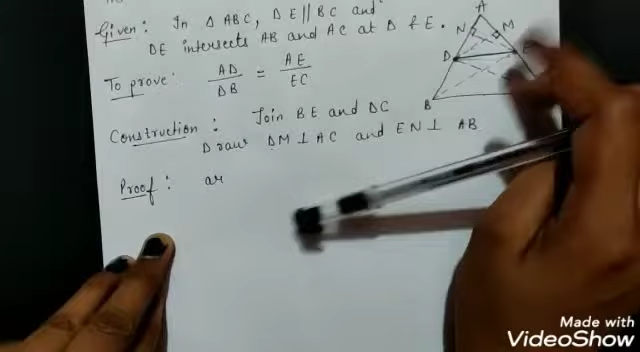 Given: In Δ ABC, DE || BC and
DE intersects AB and AC at D & E.
To prove: AD/DB = AE/EC
Construction: Join BE and DC
Draw DM ⊥ AC and EN ⊥ AB
Proof: ar
A
N M
D E
B
Made with
VideoShow